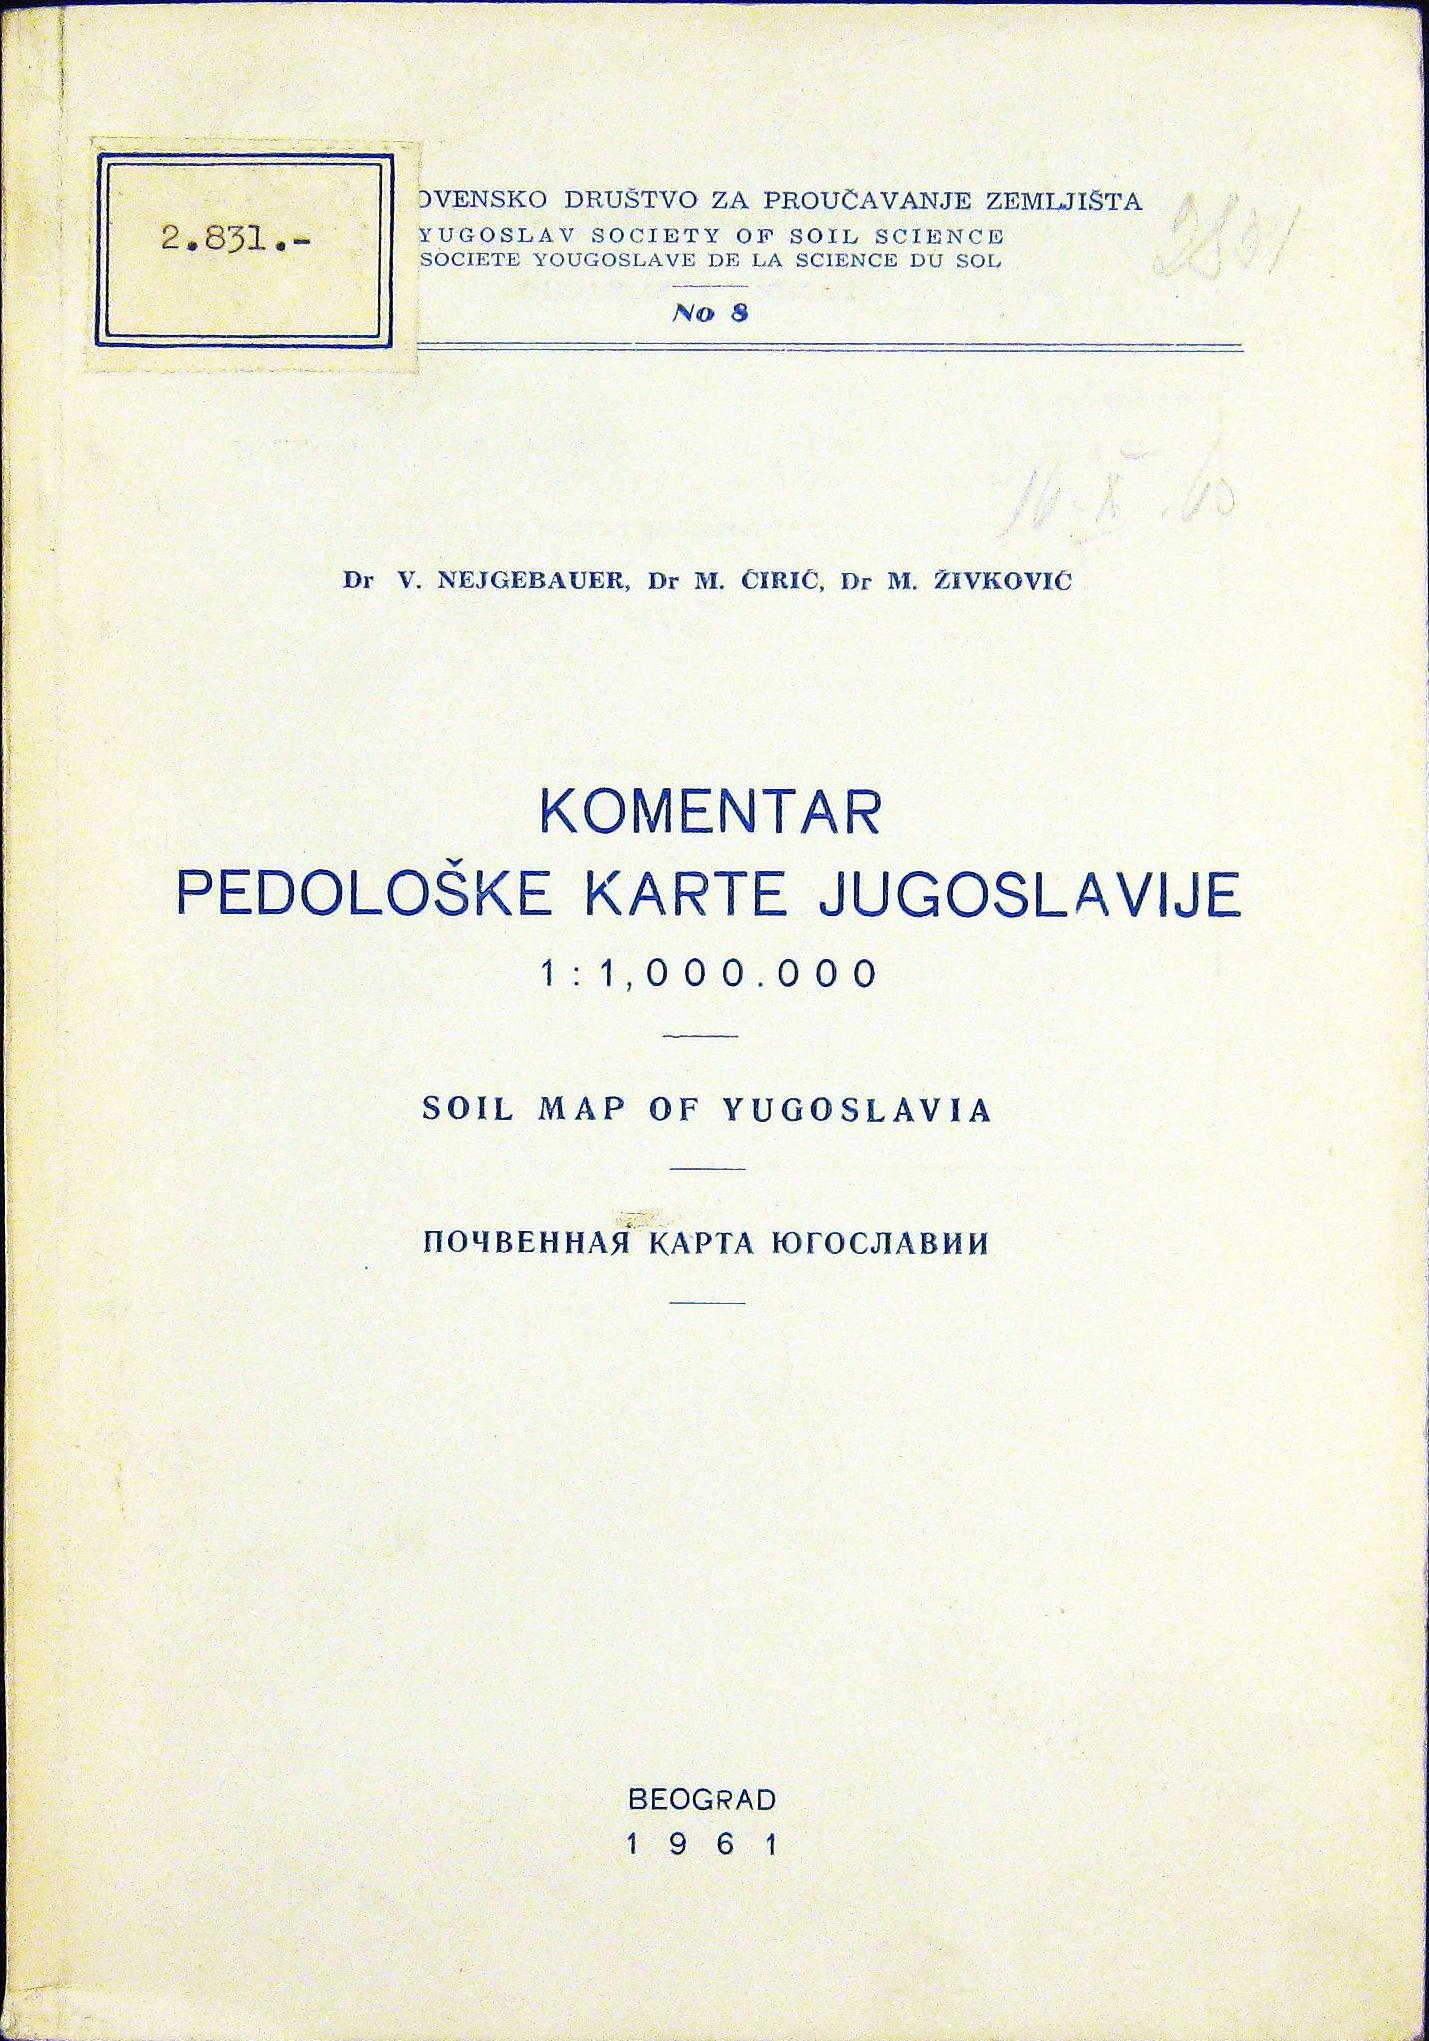 2.831.-
OVENSKO DRUŠTVO ZA PROUČAVANJE ZEMLJIŠTA
YUGOSLAV SOCIETY OF SOIL SCIENCE
SOCIETE YOUGOSLAVE DE LA SCIENCE DU SOL
No 8
2831
Dr V. NEJGEBAUER, Dr M. ĆIRIĆ, Dr M. ŽIVKOVIĆ
KOMENTAR
PEDOLOŠKE KARTE JUGOSLAVIJE
1:1,000.000
SOIL MAP OF YUGOSLAVIA
ПОЧВЕННАЯ КАРТА ЮГОСЛАВИИ
BEOGRAD
1961